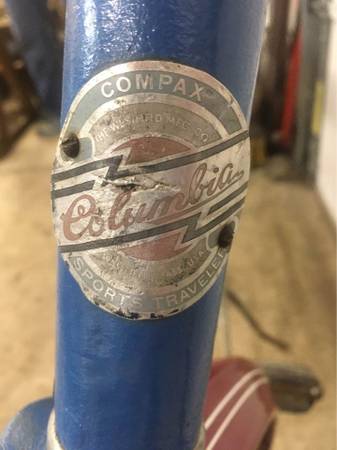 COMPAX
THE WESTFIELD MFG. CO.
Columbia
SPORTS TRAVELER